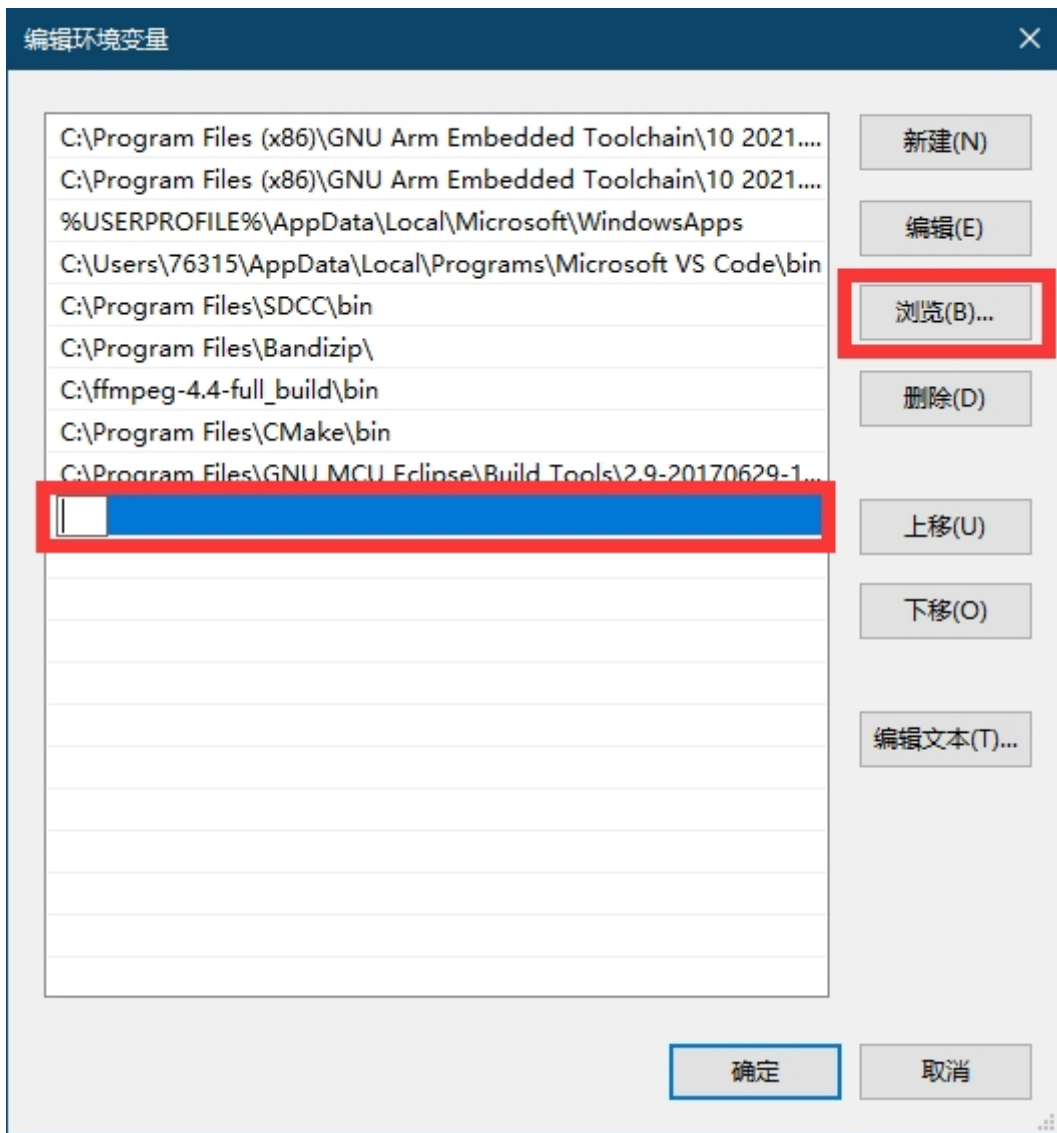 编辑环境变量
C:\Program Files (x86)\GNU Arm Embedded Toolchain\10 2021....
C:\Program Files (x86)\GNU Arm Embedded Toolchain\10 2021....
%USERPROFILE%\AppData\Local\Microsoft\WindowsApps
C:\Users\76315\AppData\Local\Programs\Microsoft VS Code\bin
C:\Program Files\SDCC\bin
C:\Program Files\Bandizip\
C:\ffmpeg-4.4-full_build\bin
C:\Program Files\CMake\bin
C:\Program Files\GNU MCU Eclipse\Build Tools\2.9-20170629-1...
新建(N)
编辑(E)
浏览(B)...
删除(D)
上移(U)
下移(O)
编辑文本(T)...
确定
取消